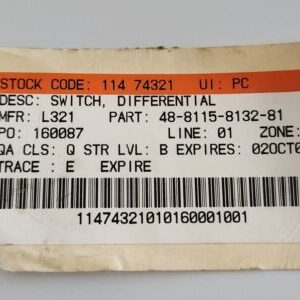 STOCK CODE: 114 74321 UI: PC
DESC: SWITCH, DIFFERENTIAL
MFR: L321 PART: 48-8115-8132-81
PO: 160087 LINE: 01 ZONE:
QA CLS: Q STR LVL: B EXPIRES: 02OCT0
TRACE: E EXPIRE
11474321010160001001